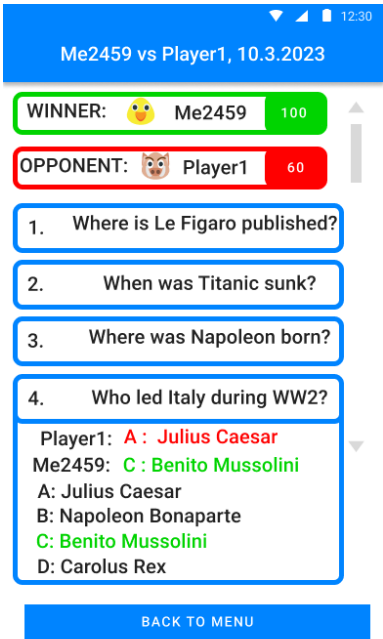 12:30
Me2459 vs Player1, 10.3.2023
WINNER: Me2459 100
OPPONENT: Player1 60
1. Where is Le Figaro published?
2. When was Titanic sunk?
3. Where was Napoleon born?
4. Who led Italy during WW2?
Player1: A : Julius Caesar
Me2459: C : Benito Mussolini
A: Julius Caesar
B: Napoleon Bonaparte
C: Benito Mussolini
D: Carolus Rex
BACK TO MENU